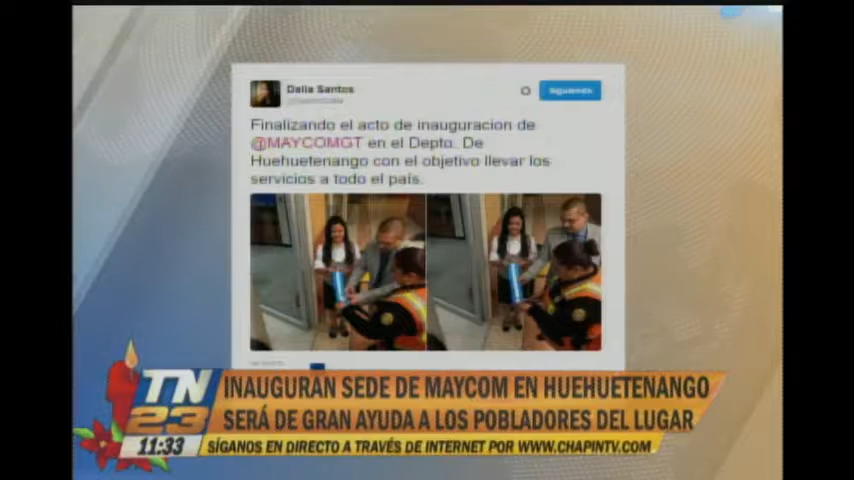 Dalia Santos
Siguiendo
Finalizando el acto de inauguracion de
@MAYCOMGT en el Depto. De
Huehuetenango con el objetivo llevar los
servicios a todo el país.
TN
23
11:33
INAUGURAN SEDE DE MAYCOM EN HUEHUETENANGO
SERÁ DE GRAN AYUDA A LOS POBLADORES DEL LUGAR
SÍGANOS EN DIRECTO A TRAVÉS DE INTERNET POR WWW.CHAPINTV.COM